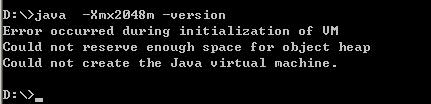 D:\>java  -Xmx2048m -version
Error occurred during initialization of VM
Could not reserve enough space for object heap
Could not create the Java virtual machine.
D:\>_